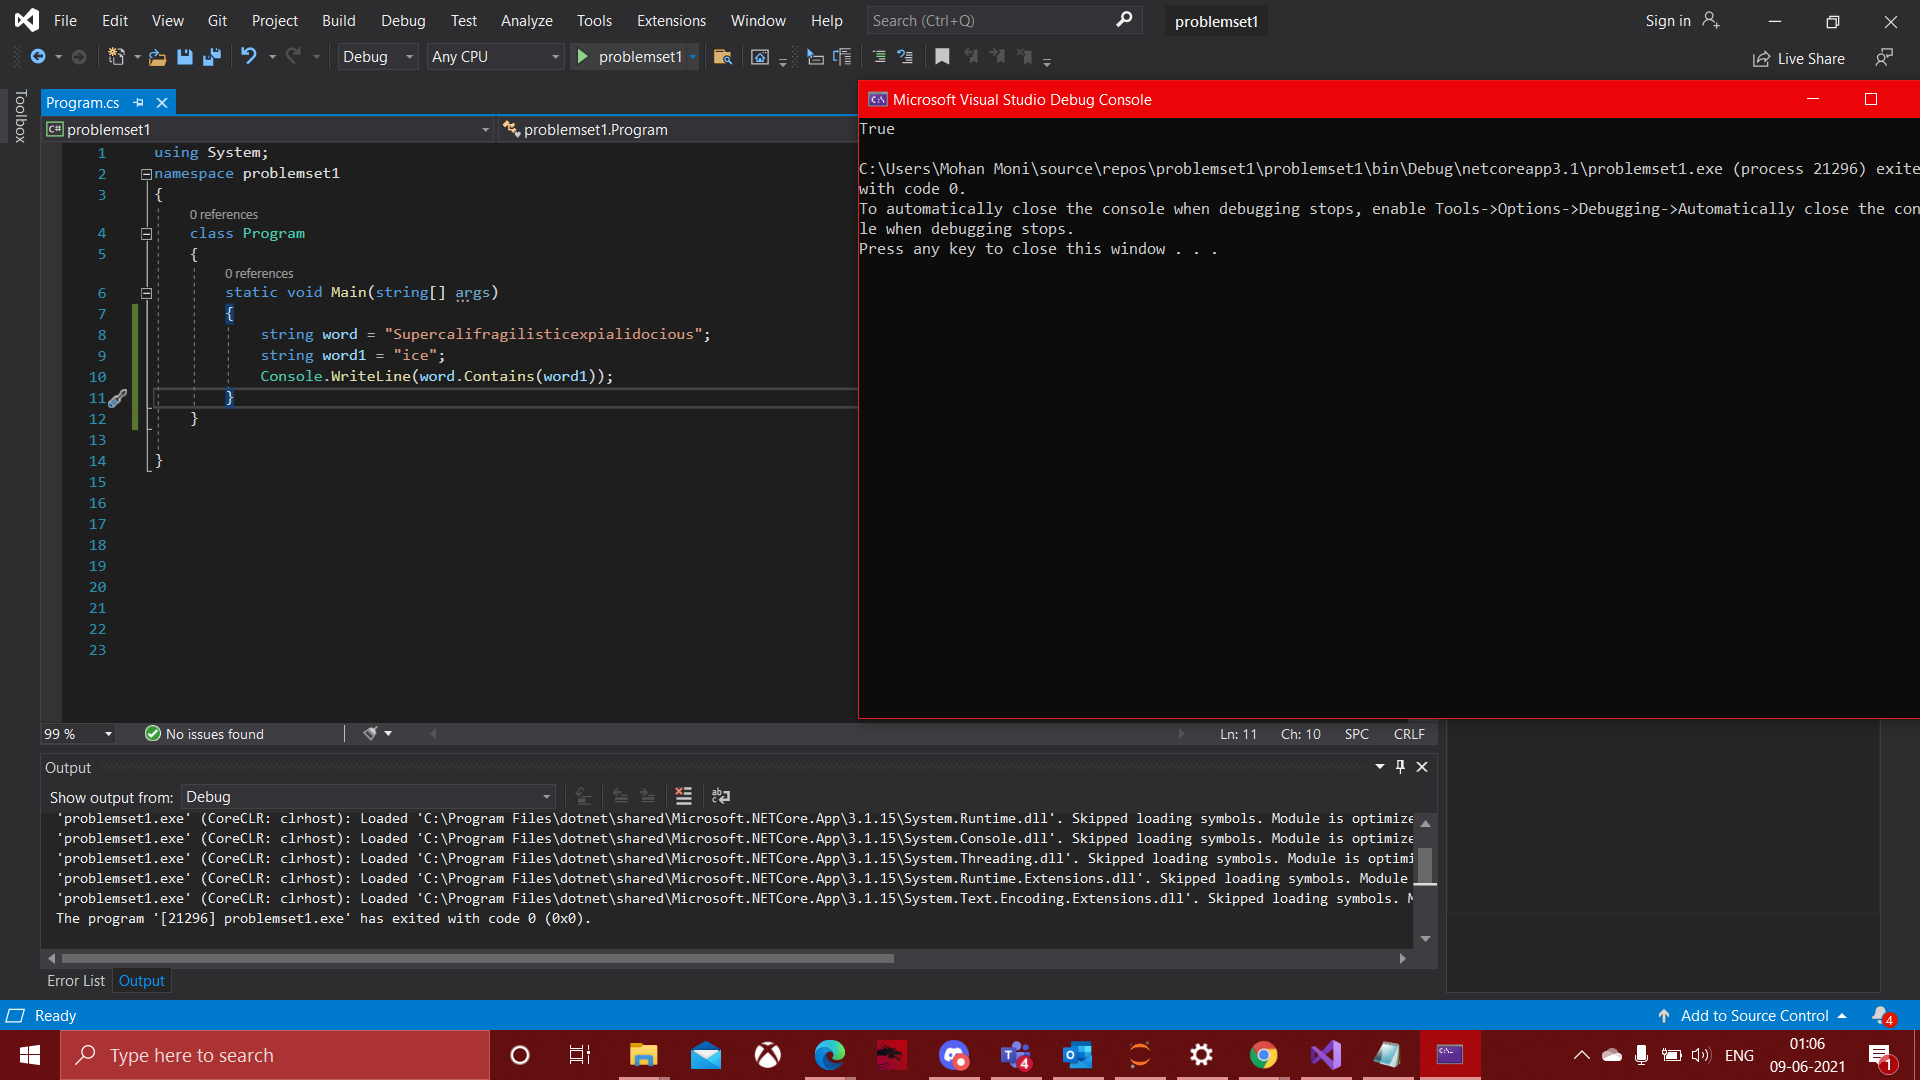 File Edit View Git Project Build Debug Test Analyze Tools Extensions Window Help Search (Ctrl+Q) problemset1 Sign in
Debug Any CPU problemset1 Live Share
Toolbox
Program.cs
problemset1 problemset1.Program
1 using System;
2 namespace problemset1
3 {
0 references
4 class Program
5 {
0 references
6 static void Main(string[] args)
7 {
8 string word = "Supercalifragilisticexpialidocious";
9 string word1 = "ice";
10 Console.WriteLine(word.Contains(word1));
11 }
12 }
13
14 }
15
16
17
18
19
20
21
22
23
Microsoft Visual Studio Debug Console
True
C:\Users\Mohan Moni\source\repos\problemset1\problemset1\bin\Debug\netcoreapp3.1\problemset1.exe (process 21296) exite
with code 0.
To automatically close the console when debugging stops, enable Tools->Options->Debugging->Automatically close the con
le when debugging stops.
Press any key to close this window . . .
99 % No issues found Ln: 11 Ch: 10 SPC CRLF
Output
Show output from: Debug
'problemset1.exe' (CoreCLR: clrhost): Loaded 'C:\Program Files\dotnet\shared\Microsoft.NETCore.App\3.1.15\System.Runtime.dll'. Skipped loading symbols. Module is optimize
'problemset1.exe' (CoreCLR: clrhost): Loaded 'C:\Program Files\dotnet\shared\Microsoft.NETCore.App\3.1.15\System.Console.dll'. Skipped loading symbols. Module is optimize
'problemset1.exe' (CoreCLR: clrhost): Loaded 'C:\Program Files\dotnet\shared\Microsoft.NETCore.App\3.1.15\System.Threading.dll'. Skipped loading symbols. Module is optimi
'problemset1.exe' (CoreCLR: clrhost): Loaded 'C:\Program Files\dotnet\shared\Microsoft.NETCore.App\3.1.15\System.Runtime.Extensions.dll'. Skipped loading symbols. Module
'problemset1.exe' (CoreCLR: clrhost): Loaded 'C:\Program Files\dotnet\shared\Microsoft.NETCore.App\3.1.15\System.Text.Encoding.Extensions.dll'. Skipped loading symbols. M
The program '[21296] problemset1.exe' has exited with code 0 (0x0).
Error List Output
Ready Add to Source Control 4
Type here to search 4 ENG 01:06
09-06-2021 1